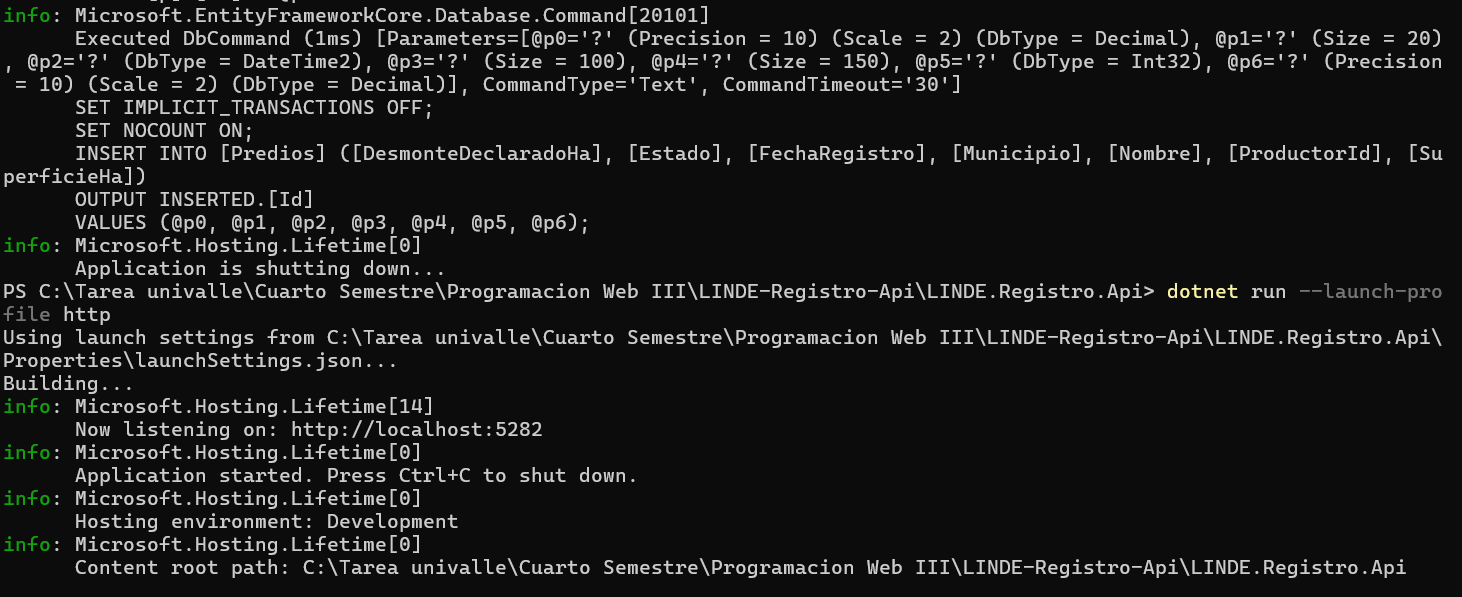 info: Microsoft.EntityFrameworkCore.Database.Command[20101]
      Executed DbCommand (1ms) [Parameters=[@p0='?' (Precision = 10) (Scale = 2) (DbType = Decimal), @p1='?' (Size = 20)
, @p2='?' (DbType = DateTime2), @p3='?' (Size = 100), @p4='?' (Size = 150), @p5='?' (DbType = Int32), @p6='?' (Precision
 = 10) (Scale = 2) (DbType = Decimal)], CommandType='Text', CommandTimeout='30']
      SET IMPLICIT_TRANSACTIONS OFF;
      SET NOCOUNT ON;
      INSERT INTO [Predios] ([DesmonteDeclaradoHa], [Estado], [FechaRegistro], [Municipio], [Nombre], [ProductorId], [Su
perficieHa])
      OUTPUT INSERTED.[Id]
      VALUES (@p0, @p1, @p2, @p3, @p4, @p5, @p6);
info: Microsoft.Hosting.Lifetime[0]
      Application is shutting down...
PS C:\Tarea univalle\Cuarto Semestre\Programacion Web III\LINDE-Registro-Api\LINDE.Registro.Api> dotnet run --launch-pro
file http
Using launch settings from C:\Tarea univalle\Cuarto Semestre\Programacion Web III\LINDE-Registro-Api\LINDE.Registro.Api\
Properties\launchSettings.json...
Building...
info: Microsoft.Hosting.Lifetime[14]
      Now listening on: http://localhost:5282
info: Microsoft.Hosting.Lifetime[0]
      Application started. Press Ctrl+C to shut down.
info: Microsoft.Hosting.Lifetime[0]
      Hosting environment: Development
info: Microsoft.Hosting.Lifetime[0]
      Content root path: C:\Tarea univalle\Cuarto Semestre\Programacion Web III\LINDE-Registro-Api\LINDE.Registro.Api